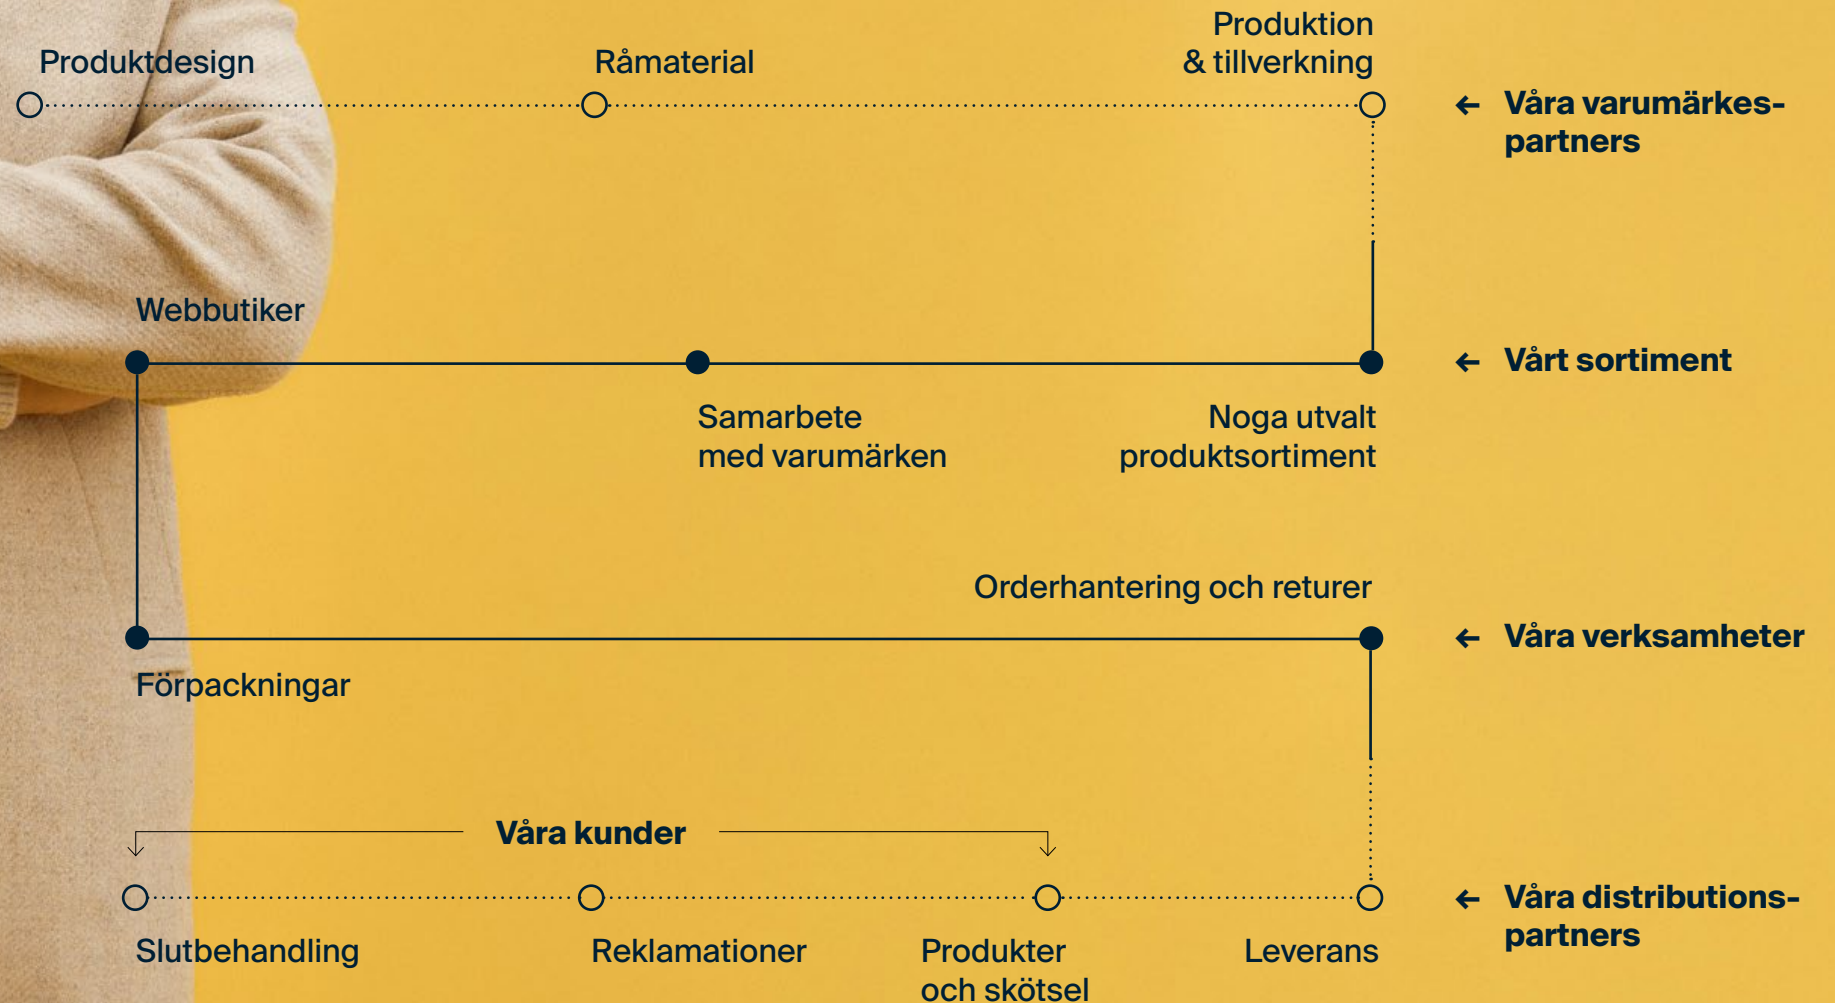 Produktdesign
Råmaterial
Produktion
& tillverkning
← Våra varumärkes-
partners
Webbutiker
← Vårt sortiment
Samarbete
med varumärken
Noga utvalt
produktsortiment
Orderhantering och returer
← Våra verksamheter
Förpackningar
Våra kunder
← Våra distributions-
partners
Slutbehandling
Reklamationer
Produkter
och skötsel
Leverans